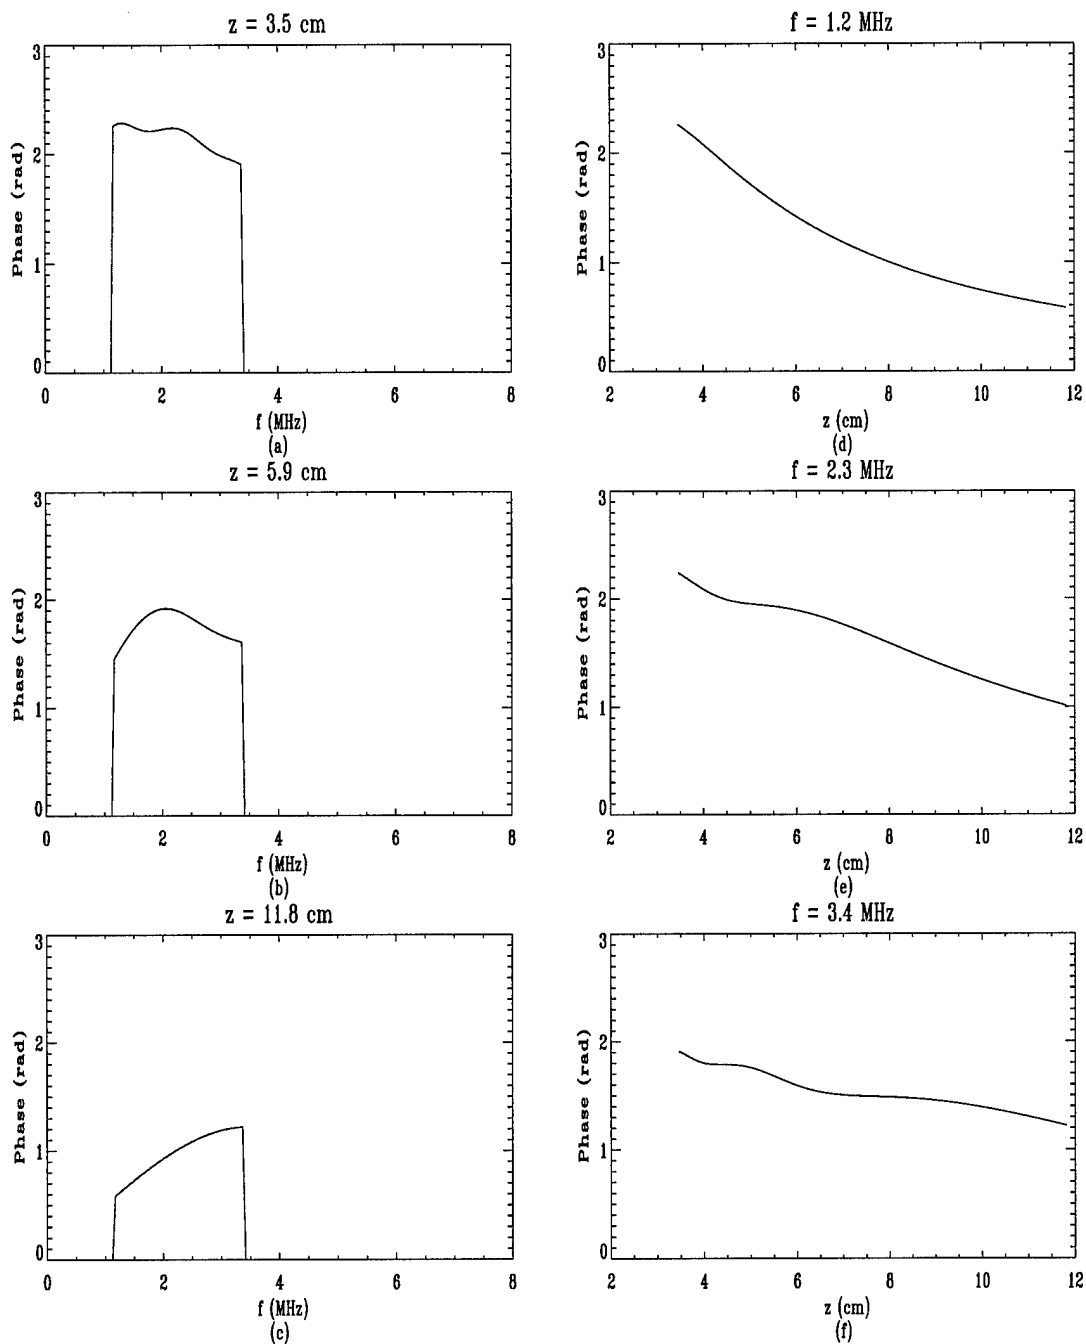 z = 3.5 cm
3
2
1
0
Phase (rad)
0 2 4 6 8
f (MHz)
(a)
f = 1.2 MHz
3
2
1
0
Phase (rad)
2 4 6 8 10 12
z (cm)
(d)
z = 5.9 cm
3
2
1
0
Phase (rad)
0 2 4 6 8
f (MHz)
(b)
f = 2.3 MHz
3
2
1
0
Phase (rad)
2 4 6 8 10 12
z (cm)
(e)
z = 11.8 cm
3
2
1
0
Phase (rad)
0 2 4 6 8
f (MHz)
(c)
f = 3.4 MHz
3
2
1
0
Phase (rad)
2 4 6 8 10 12
z (cm)
(f)